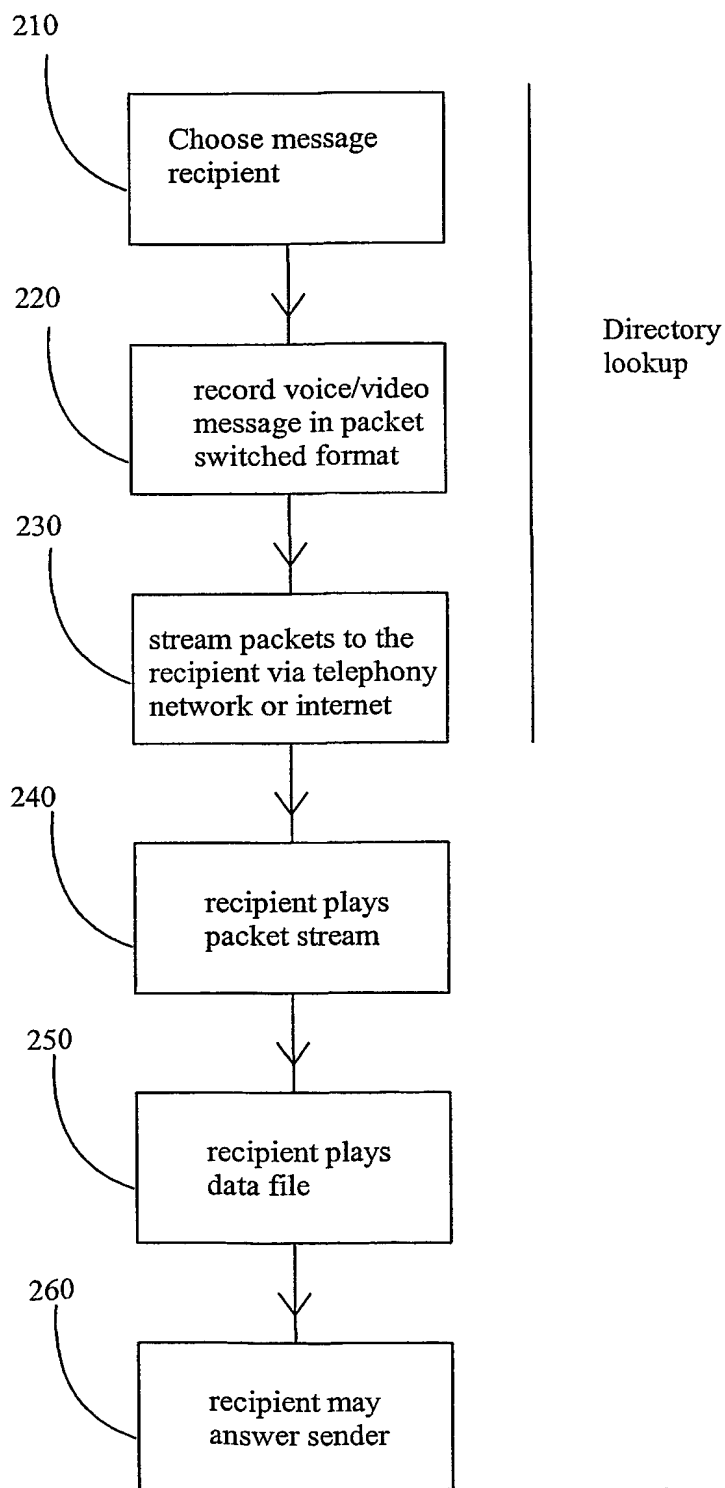 210
Choose message
recipient
220
Directory
lookup
record voice/video
message in packet
switched format
230
stream packets to the
recipient via telephony
network or internet
240
recipient plays
packet stream
250
recipient plays
data file
260
recipient may
answer sender